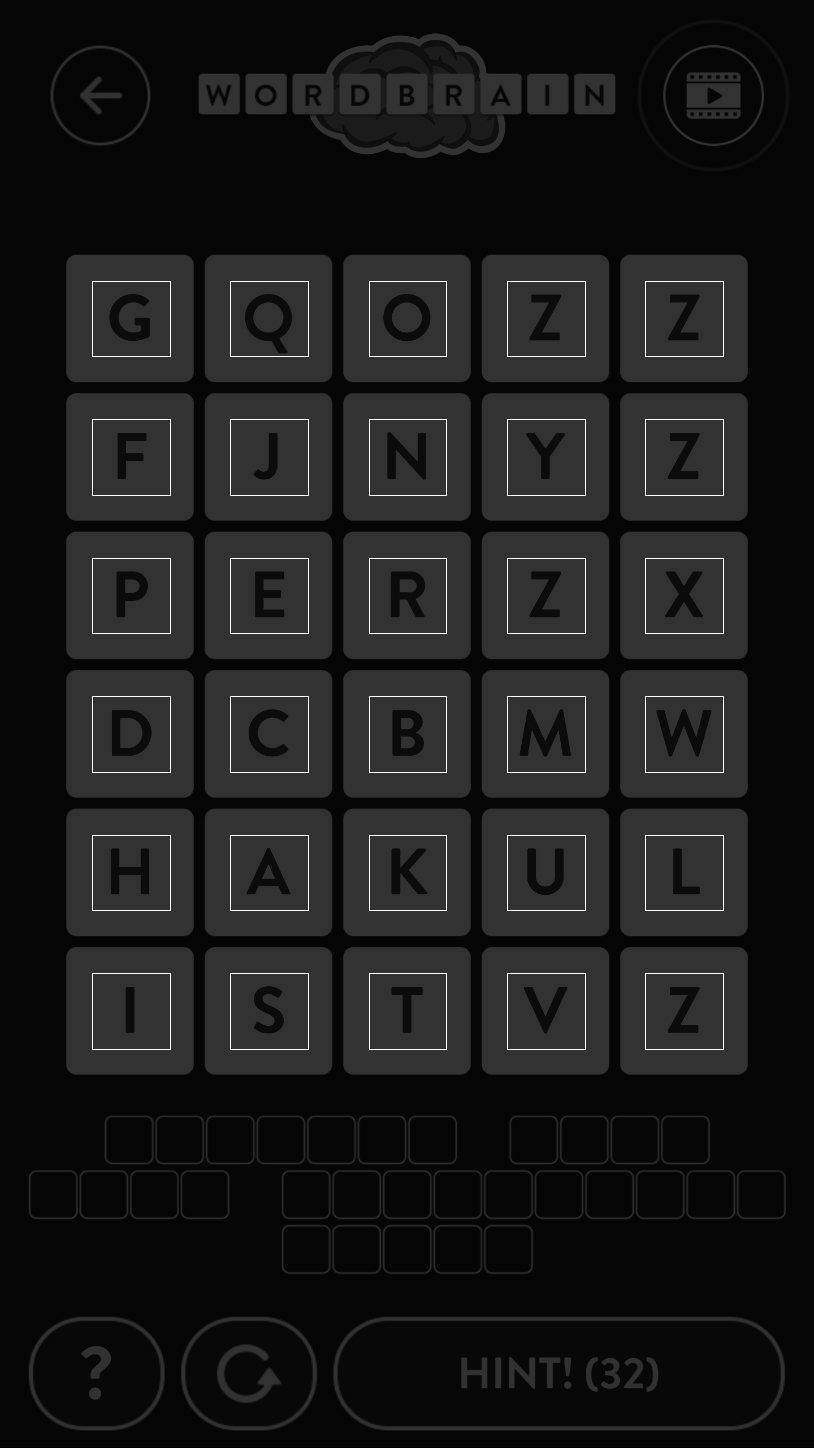 WORDBRAIN
G Q O Z Z
F J N Y Z
P E R Z X
D C B M W
H A K U L
I S T V Z
? HINT! (32)